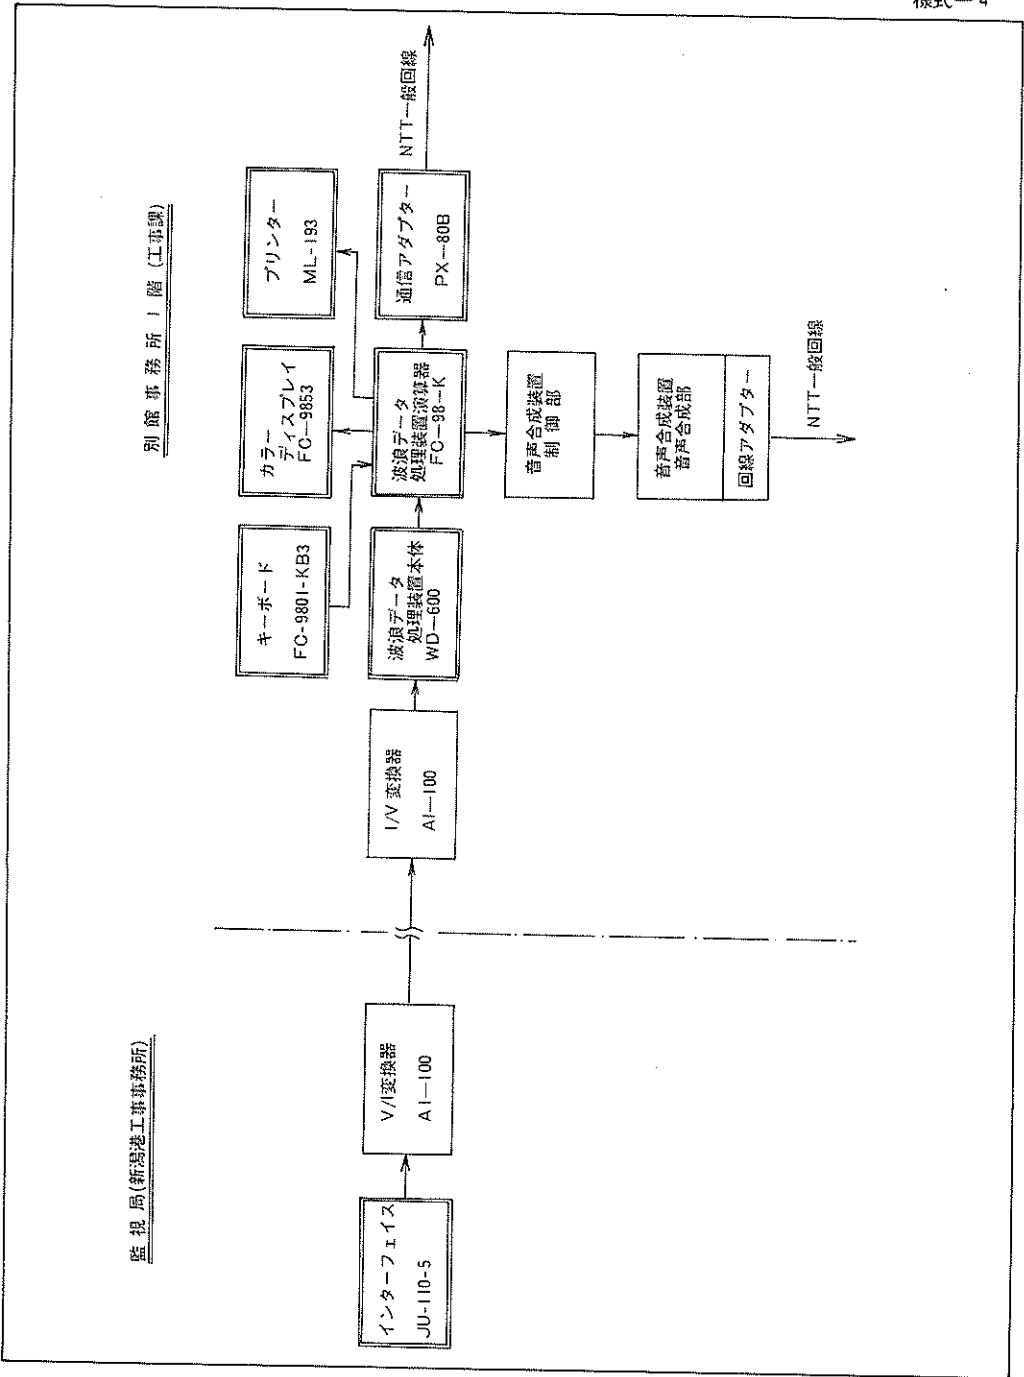 様式―4
監視局(新潟港工事事務所)
別館事務所1階(工事課)
インターフェイス
JU-110-5
V/I変換器
AI―100
I/V変換器
AI―100
波浪データ
処理装置本体
WD―600
キーボード
FC-9801-KB3
カラー
ディスプレイ
FC―9853
プリンター
ML-193
波浪データ
処理装置演算器
FC―98―K
通信アダプター
PX―80B
NTT一般回線
音声合成装置
制御部
音声合成装置
音声合成部
回線アダプター
NTT一般回線